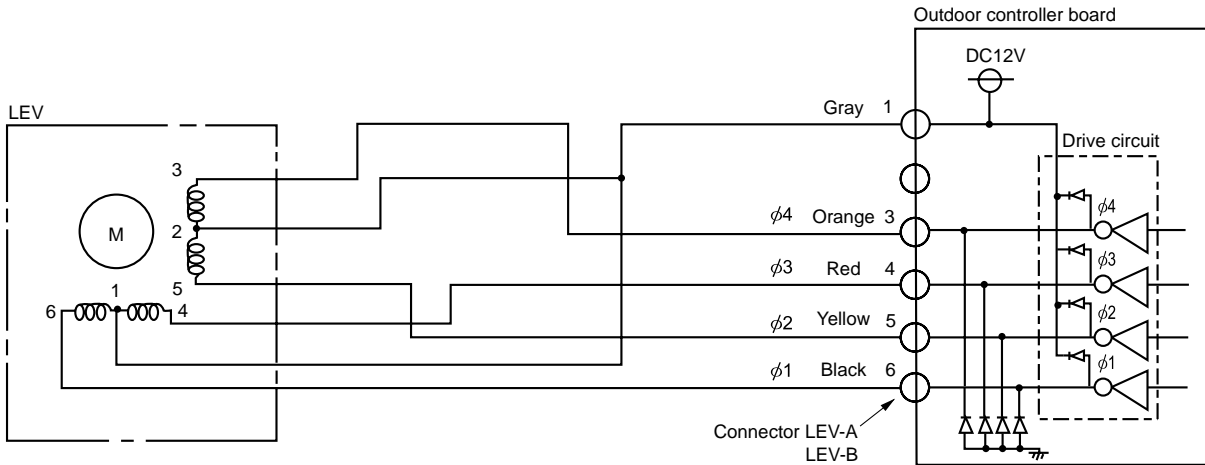 Outdoor controller board
DC12V
LEV
Gray 1
Drive circuit
3
ϕ4 Orange 3
ϕ4
M
2
ϕ3 Red 4
ϕ3
5
1
6
4
ϕ2 Yellow 5
ϕ2
ϕ1 Black 6
ϕ1
Connector LEV-A
LEV-B